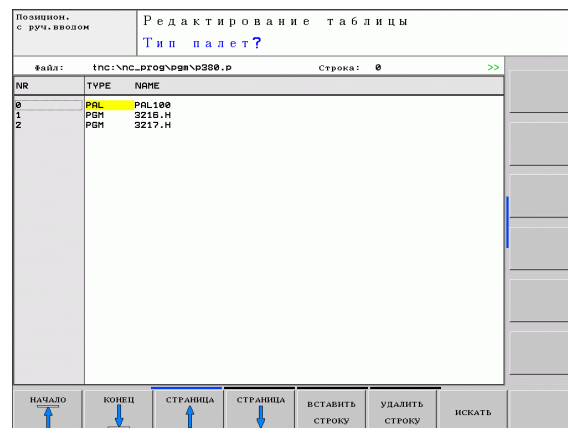 Позицион.
с руч.вводом
Редактирование таблицы
Тип палет?
Файл: tnc:\nc_prog\pgm\p380.p Строка: 0 >>
NR TYPE NAME
0 PAL PAL100
1 PGM 3216.H
2 PGM 3217.H
НАЧАЛО КОНЕЦ СТРАНИЦА СТРАНИЦА ВСТАВИТЬ УДАЛИТЬ ИСКАТЬ
СТРОКУ СТРОКУ